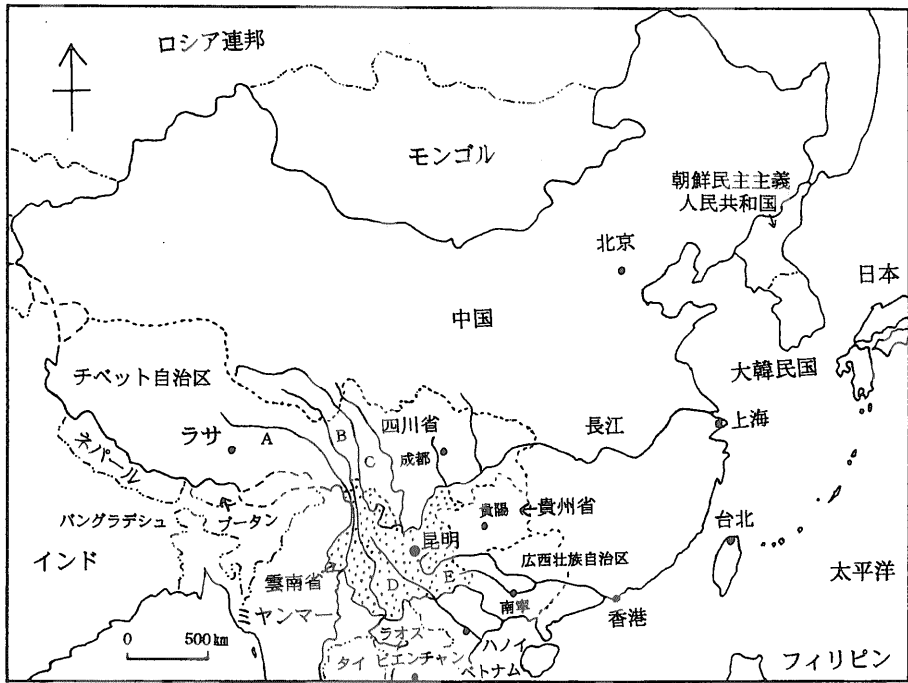 ロシア連邦
モンゴル
朝鮮民主主義
人民共和国
北京
日本
中国
大韓民国
チベット自治区
ラサ
A
B
C
四川省
成都
長江
上海
ネパール
ブータン
バングラデシュ
インド
貴陽
貴州省
昆明
台北
広西壮族自治区
雲南省
D
E
南寧
太平洋
ミャンマー
香港
ラオス
ハノイ
0 500km
タイ
ビエンチャン
ベトナム
フィリピン